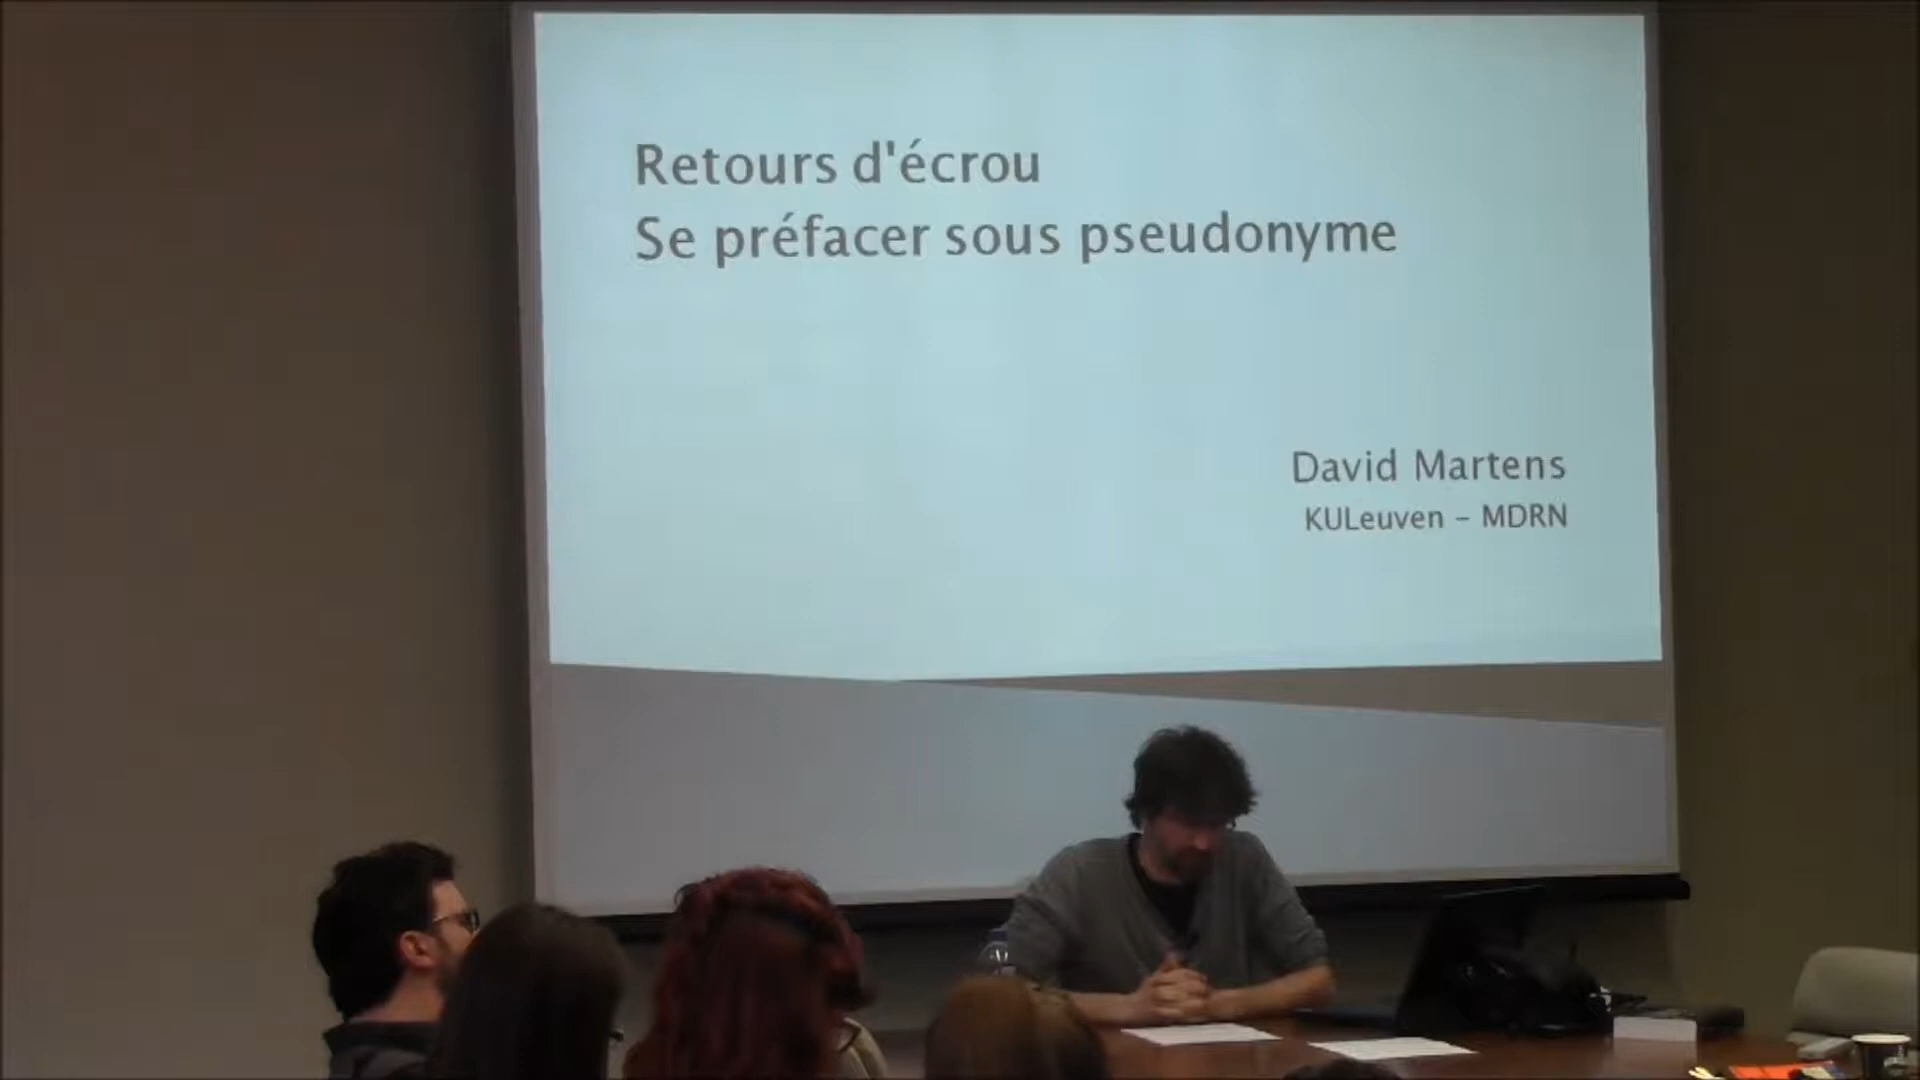 Retours d'écrou
Se préfacer sous pseudonyme
David Martens
KULeuven – MDRN